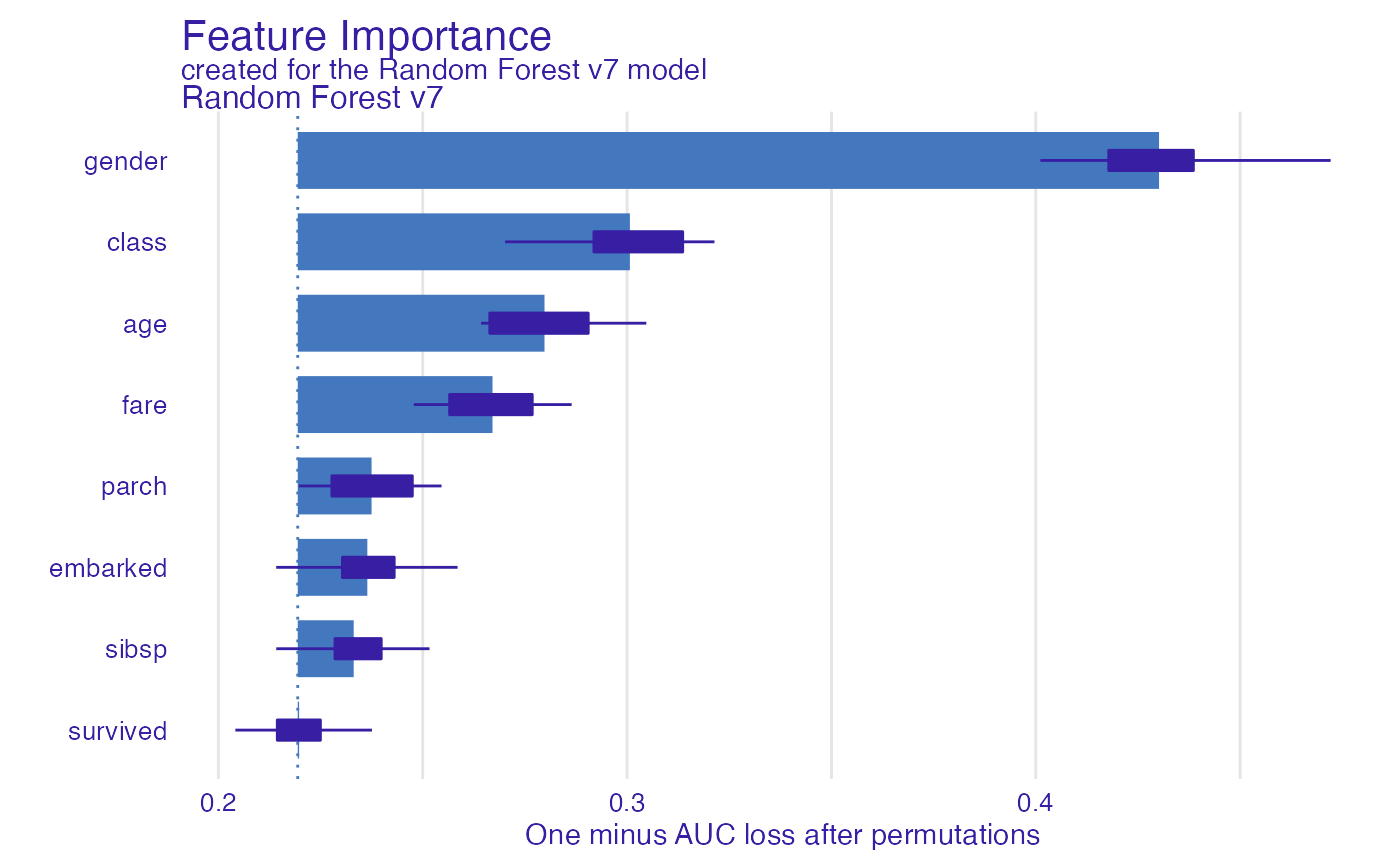 Feature Importance
created for the Random Forest v7 model
Random Forest v7
gender
class
age
fare
parch
embarked
sibsp
survived
0.2 0.3 0.4
One minus AUC loss after permutations